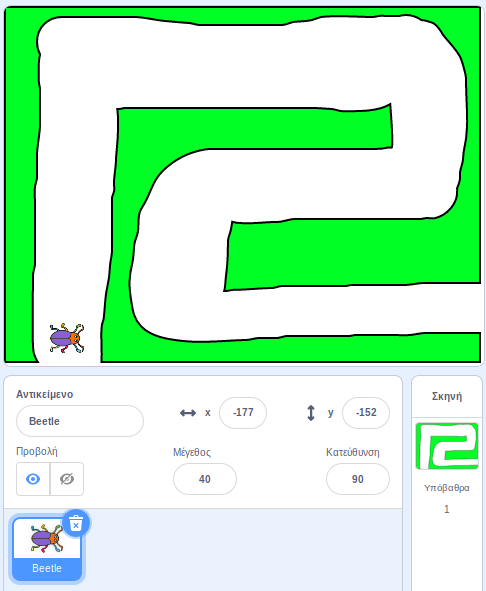 Αντικείμενο
Beetle
x -177
y -152
Προβολή
Μέγεθος
40
Κατεύθυνση
90
Beetle
Σκηνή
Υπόβαθρα
1